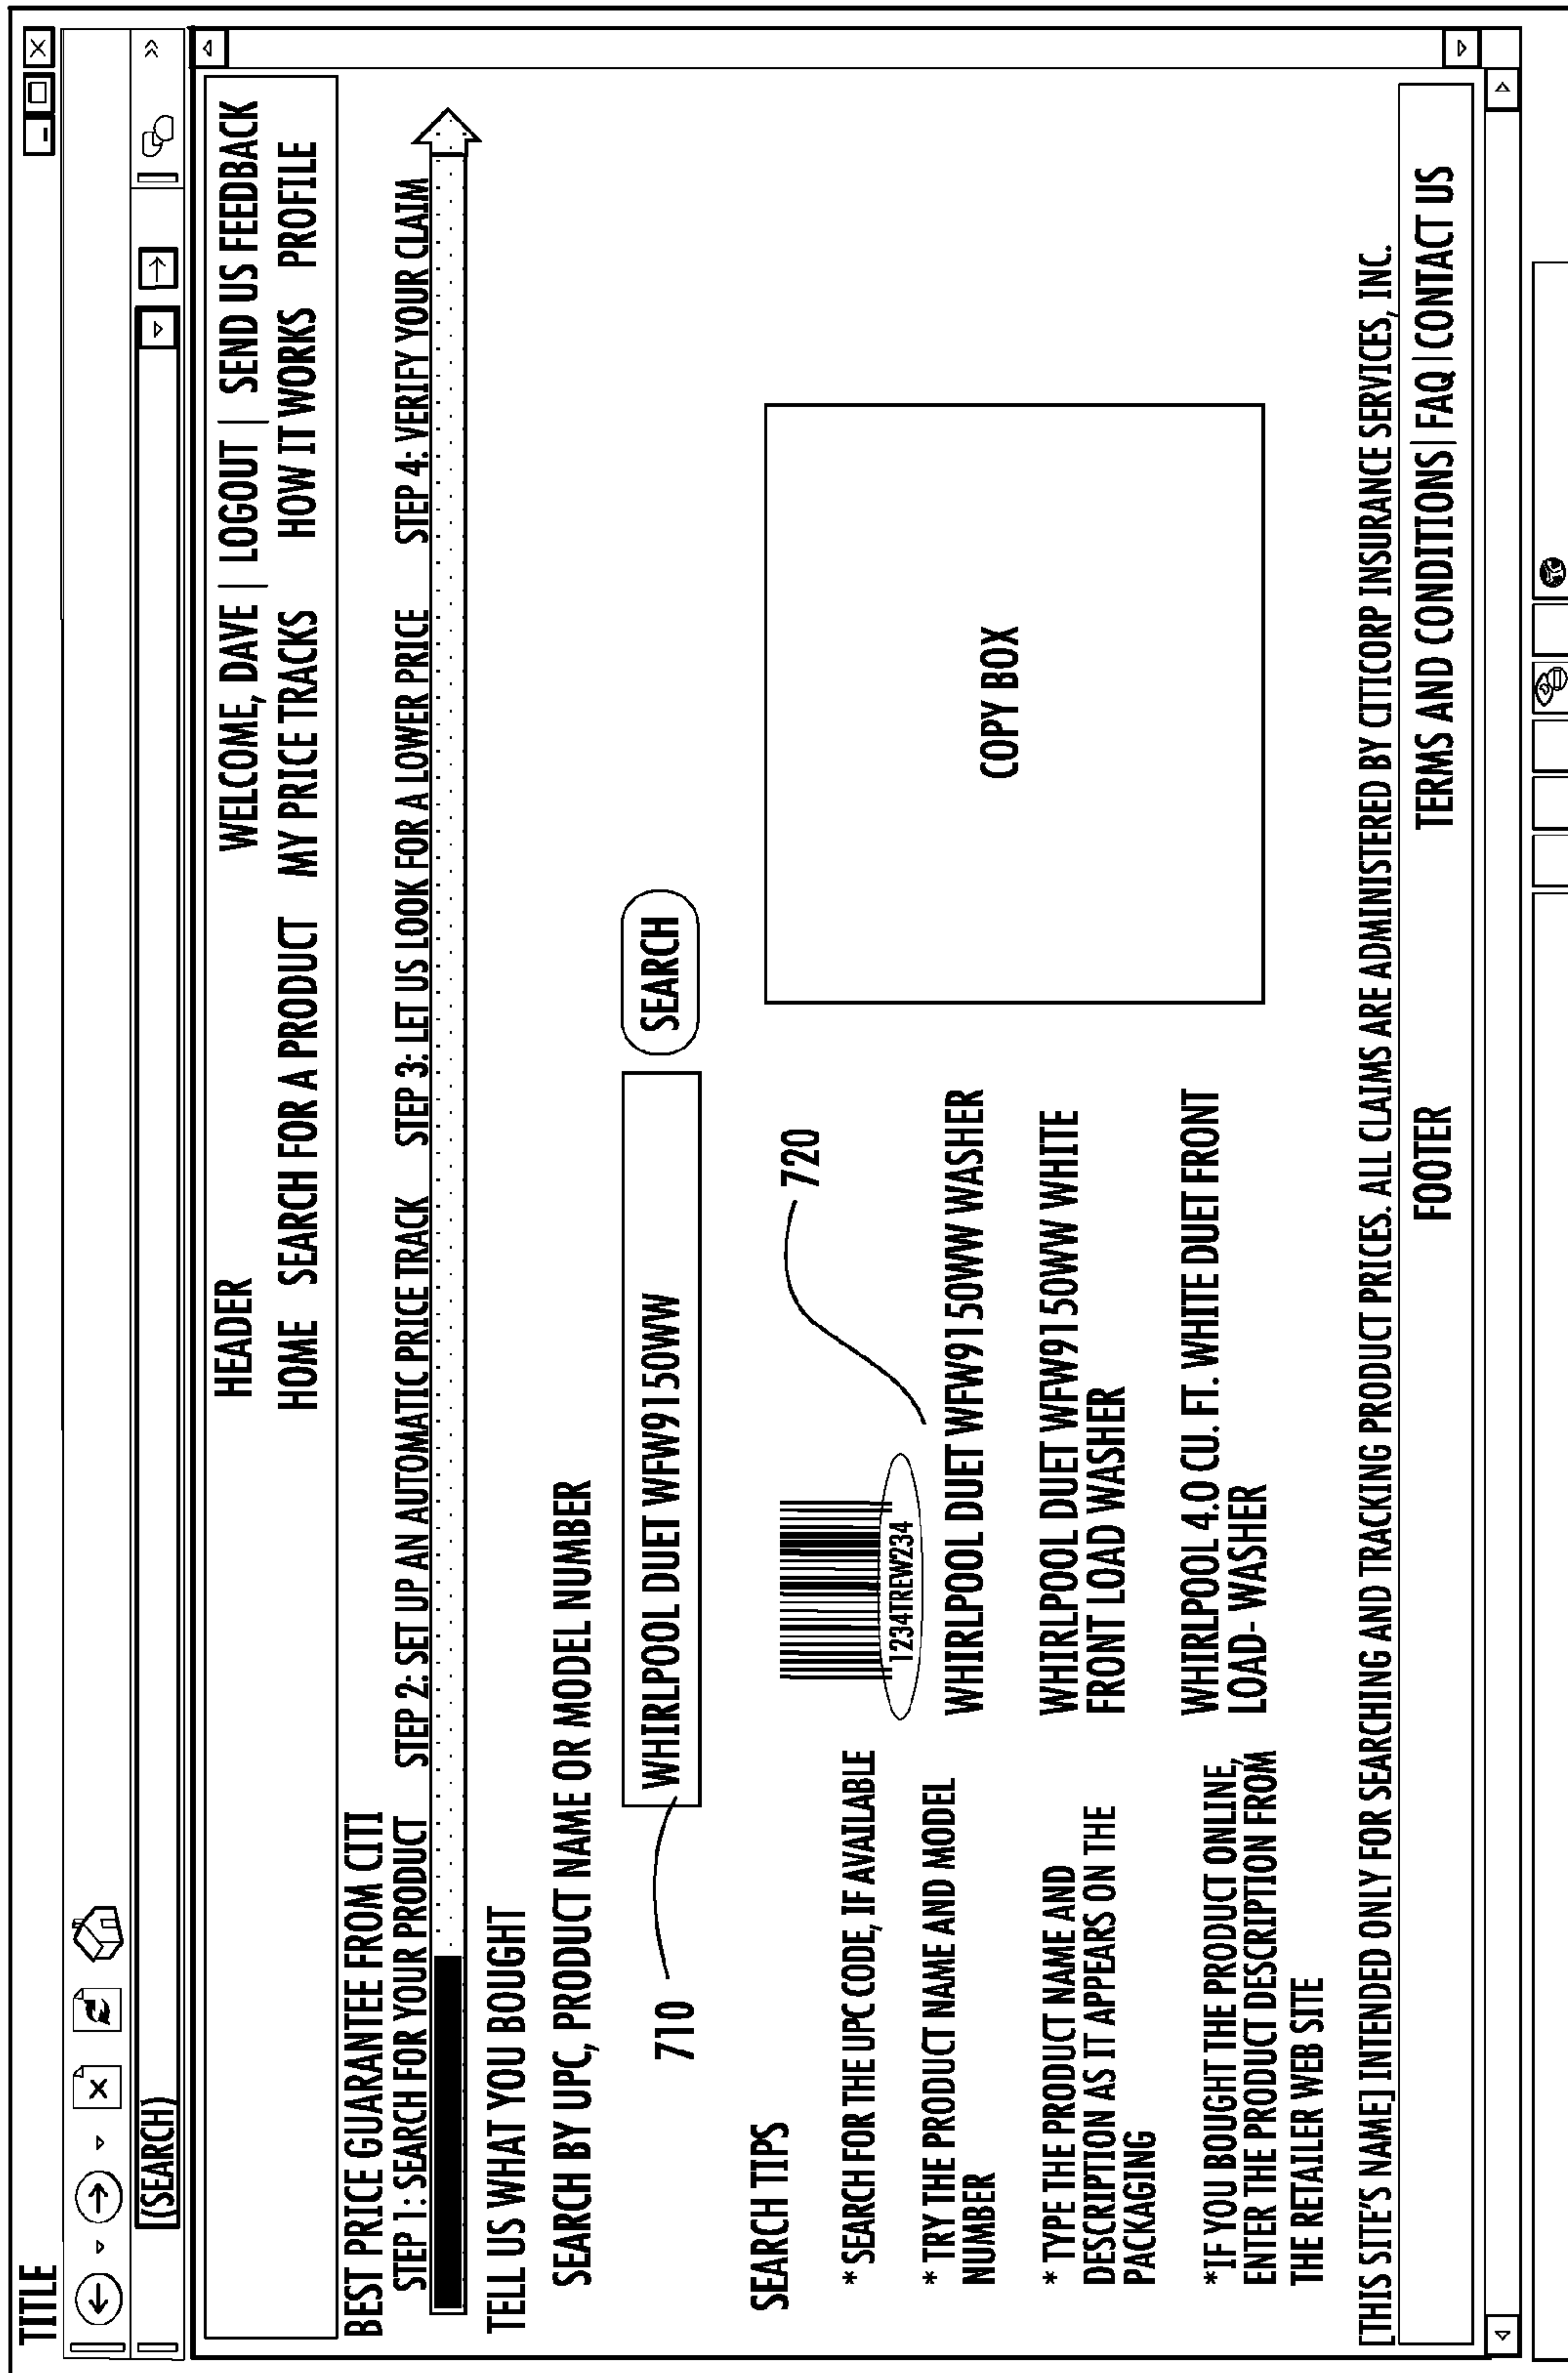 TITLE
(SEARCH)
HEADER
WELCOME, DAVE | LOGOUT | SEND US FEEDBACK
HOME SEARCH FOR A PRODUCT MY PRICE TRACKS HOW IT WORKS PROFILE
BEST PRICE GUARANTEE FROM CITI
STEP 1: SEARCH FOR YOUR PRODUCT STEP 2: SET UP AN AUTOMATIC PRICE TRACK STEP 3: LET US LOOK FOR A LOWER PRICE STEP 4: VERIFY YOUR CLAIM
TELL US WHAT YOU BOUGHT
SEARCH BY UPC, PRODUCT NAME OR MODEL NUMBER
710
WHIRLPOOL DUET WFW9150WW
SEARCH
SEARCH TIPS
* SEARCH FOR THE UPC CODE, IF AVAILABLE
1234TREW234
720
* TRY THE PRODUCT NAME AND MODEL
NUMBER
WHIRLPOOL DUET WFW9150WW WASHER
* TYPE THE PRODUCT NAME AND
DESCRIPTION AS IT APPEARS ON THE
PACKAGING
WHIRLPOOL DUET WFW9150WW WHITE
FRONT LOAD WASHER
*IF YOU BOUGHT THE PRODUCT ONLINE,
ENTER THE PRODUCT DESCRIPTION FROM
THE RETAILER WEB SITE
WHIRLPOOL 4.0 CU. FT. WHITE DUET FRONT
LOAD- WASHER
COPY BOX
[THIS SITE'S NAME] INTENDED ONLY FOR SEARCHING AND TRACKING PRODUCT PRICES. ALL CLAIMS ARE ADMINISTERED BY CITICORP INSURANCE SERVICES, INC.
FOOTER
TERMS AND CONDITIONS | FAQ | CONTACT US